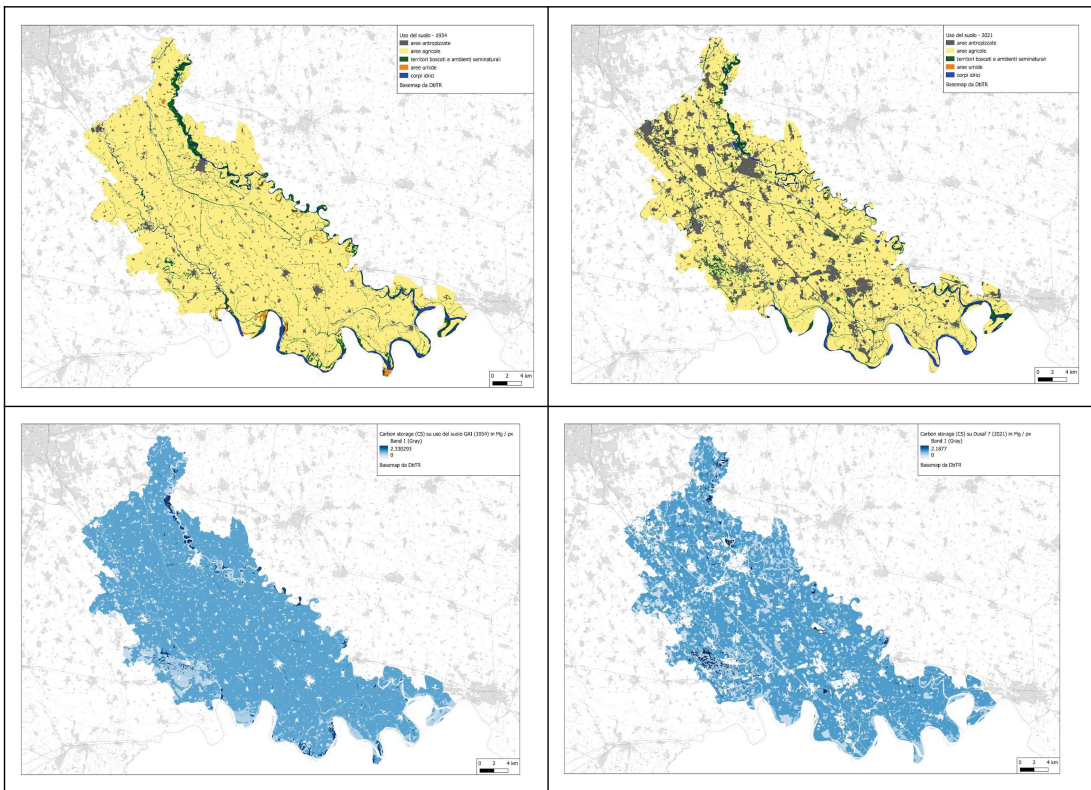 Uso del suolo - 1954
aree antropizzate
aree agricole
territori boscati e ambienti seminaturali
aree umide
corpi idrici
Basemap da DbTR
0 2 4 km
Uso del suolo - 2021
aree antropizzate
aree agricole
territori boscati e ambienti seminaturali
aree umide
corpi idrici
Basemap da DbTR
0 2 4 km
Carbon storage (CS) su uso del suolo GAI (1954) in Mg / px
Band 1 (Gray)
2,330293
0
Basemap da DbTR
0 2 4 km
Carbon storage (CS) su Dusaf 7 (2021) in Mg / px
Band 1 (Gray)
2,1877
0
Basemap da DbTR
0 2 4 km